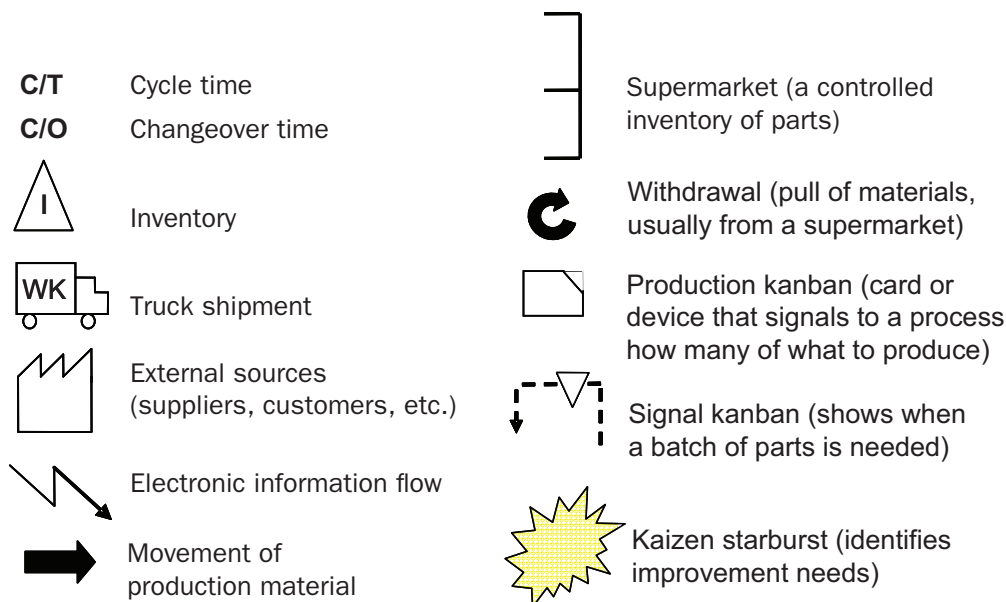 C/T Cycle time
C/O Changeover time
I
Inventory
WK
Truck shipment
External sources
(suppliers, customers, etc.)
Electronic information flow
Movement of
production material
Supermarket (a controlled
inventory of parts)
Withdrawal (pull of materials,
usually from a supermarket)
Production kanban (card or
device that signals to a process
how many of what to produce)
Signal kanban (shows when
a batch of parts is needed)
Kaizen starburst (identifies
improvement needs)